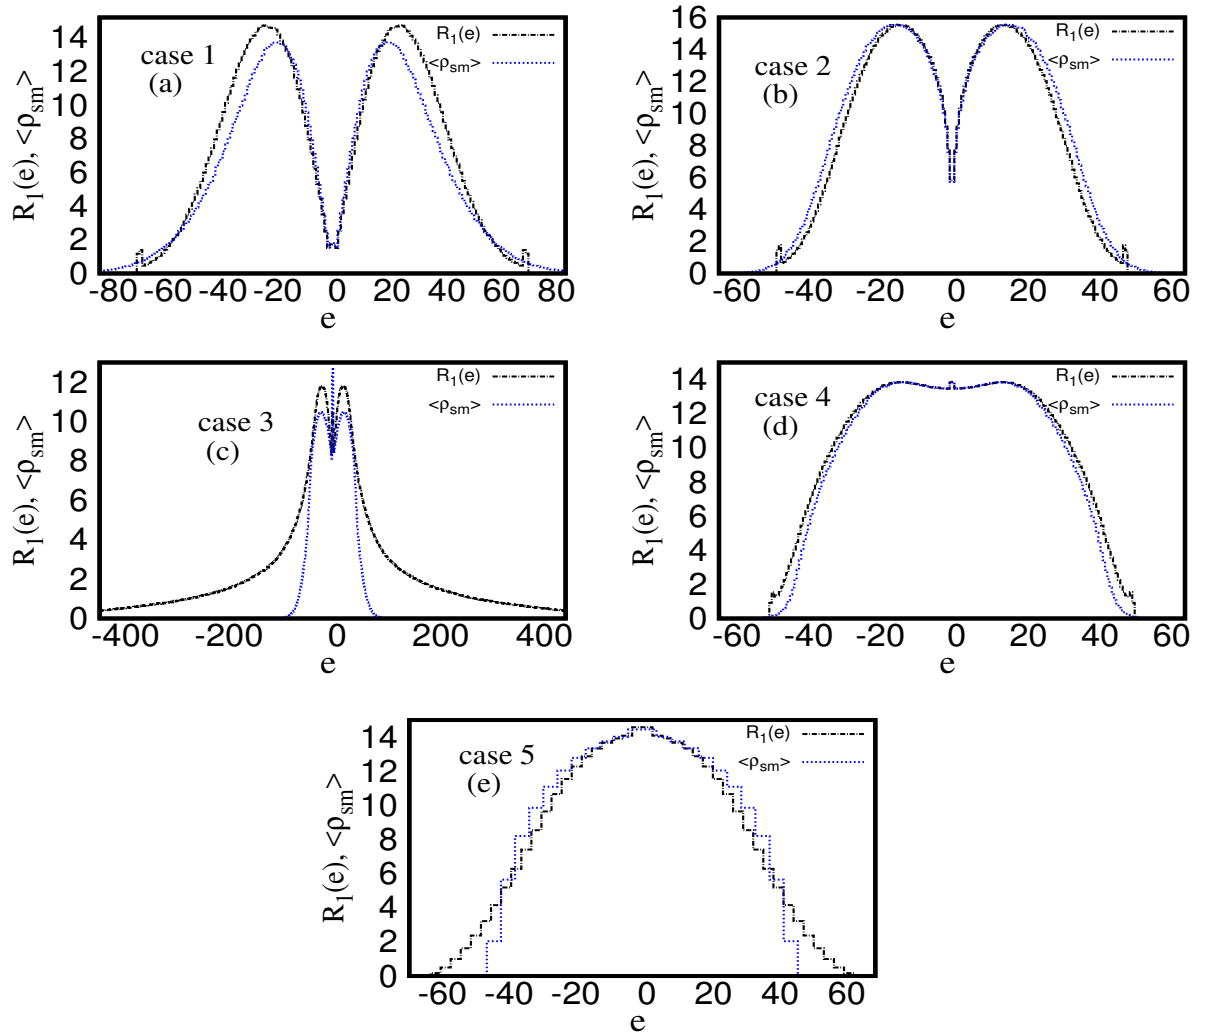 R₁(e), <ρₛₘ>
14
12
10
8
6
4
2
0
case 1
(a)
R₁(e)
<ρₛₘ>
-80 -60 -40 -20 0 20 40 60 80
e
R₁(e), <ρₛₘ>
16
14
12
10
8
6
4
2
0
case 2
(b)
R₁(e)
<ρₛₘ>
-60 -40 -20 0 20 40 60
e
R₁(e), <ρₛₘ>
12
10
8
6
4
2
0
case 3
(c)
R₁(e)
<ρₛₘ>
-400 -200 0 200 400
e
R₁(e), <ρₛₘ>
14
12
10
8
6
4
2
0
case 4
(d)
R₁(e)
<ρₛₘ>
-60 -40 -20 0 20 40 60
e
R₁(e), <ρₛₘ>
14
12
10
8
6
4
2
0
case 5
(e)
R₁(e)
<ρₛₘ>
-60 -40 -20 0 20 40 60
e